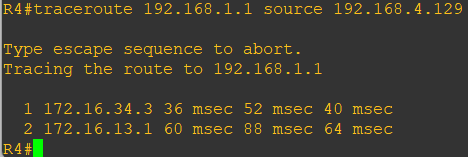 R4#traceroute 192.168.1.1 source 192.168.4.129
Type escape sequence to abort.
Tracing the route to 192.168.1.1
1 172.16.34.3 36 msec 52 msec 40 msec
2 172.16.13.1 60 msec 88 msec 64 msec
R4#